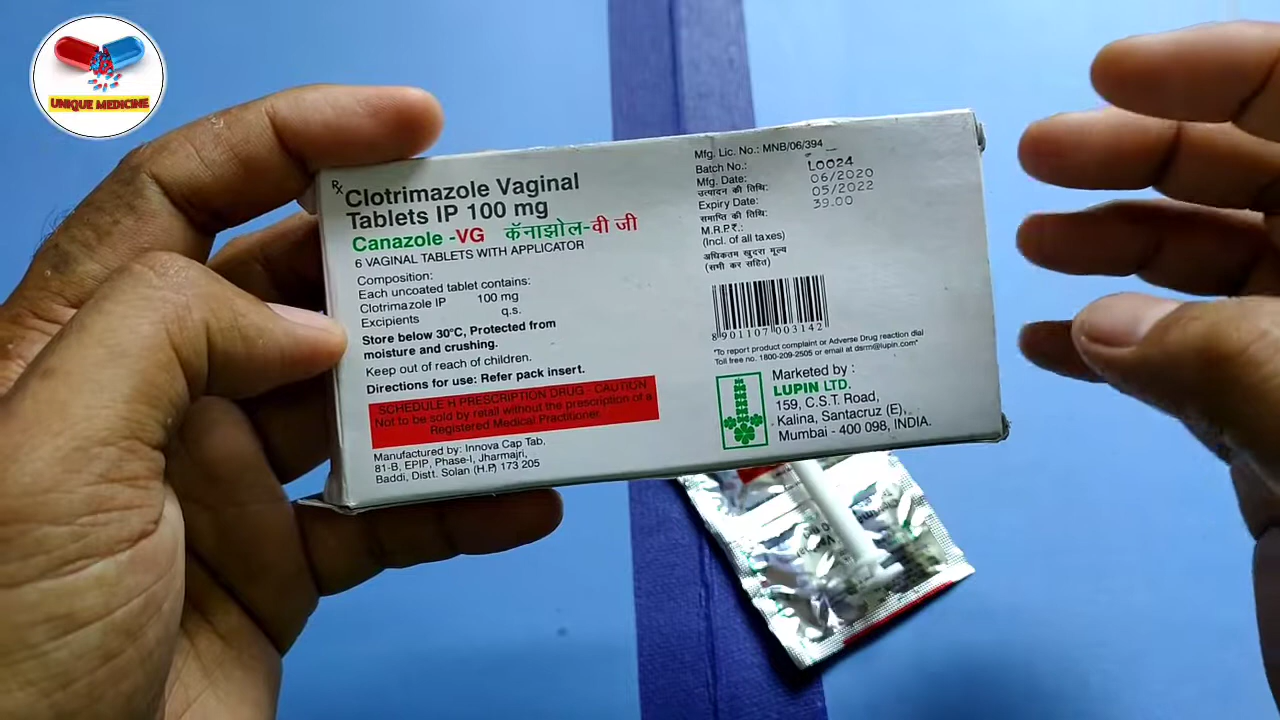 UNIQUE MEDICINE
Rx Clotrimazole Vaginal
Tablets IP 100 mg
Canazole -VG कॅनाझोल-वी जी
6 VAGINAL TABLETS WITH APPLICATOR
Composition:
Each uncoated tablet contains:
Clotrimazole IP 100 mg
Excipients q.s.
Store below 30°C, Protected from
moisture and crushing.
Keep out of reach of children.
Directions for use: Refer pack insert.
SCHEDULE H PRESCRIPTION DRUG - CAUTION
Not to be sold by retail without the prescription of a
Registered Medical Practitioner.
Manufactured by: Innova Cap Tab,
81-B, EPIP, Phase-I, Jharmajri,
Baddi, Distt. Solan (H.P) 173 205
Mfg. Lic. No.: MNB/06/394
Batch No.: L0024
Mfg. Date: 06/2020
उत्पादन की तिथि: 05/2022
Expiry Date: 39.00
समाप्ति की तिथि:
M.R.P.₹.:
(Incl. of all taxes)
अधिकतम खुदरा मूल्य
(सभी कर सहित)
8 901107 003142
"To report product complaint or Adverse Drug reaction dial
Toll free no. 1800-209-2505 or email at dsrm@lupin.com"
Marketed by :
LUPIN LTD.
159, C.S.T. Road,
Kalina, Santacruz (E),
Mumbai - 400 098, INDIA.